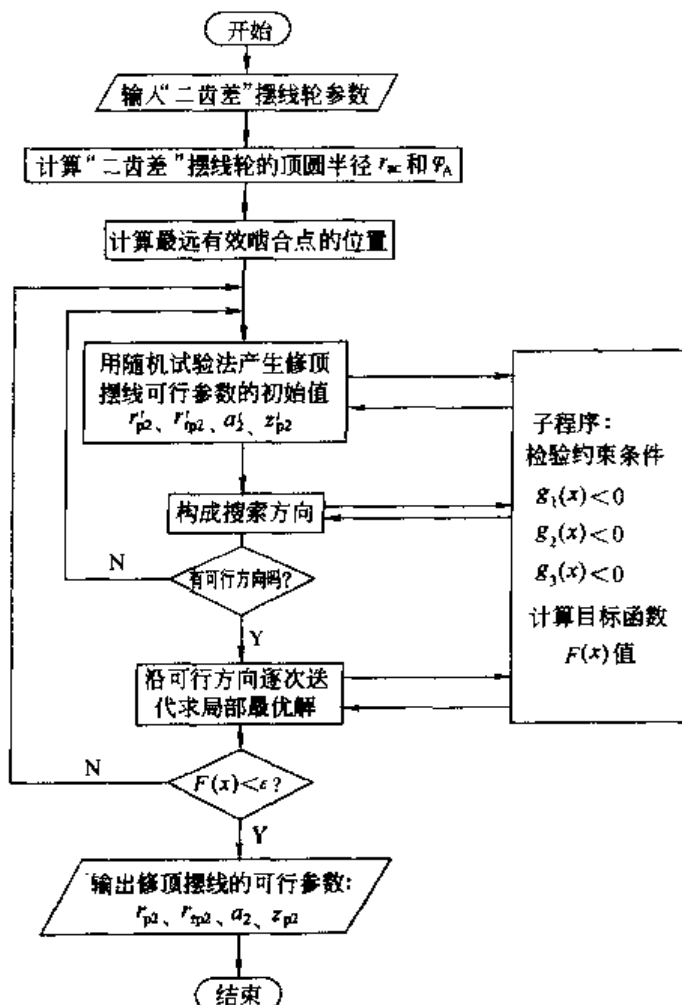 开始
输入“二齿差”摆线轮参数
计算“二齿差”摆线轮的顶圆半径 r_ac 和 φ_A
计算最远有效啮合点的位置
用随机试验法产生修顶
摆线可行参数的初始值
r'_p2、r'_rp2、a'_2、z'_p2
构成搜索方向
N
有可行方向吗?
Y
沿可行方向逐次迭
代求局部最优解
N
F(x)<ε?
Y
输出修顶摆线的可行参数:
r_p2、r_rp2、a_2、z_p2
结束
子程序:
检验约束条件
g_1(x)<0
g_2(x)<0
g_3(x)<0
计算目标函数
F(x)值